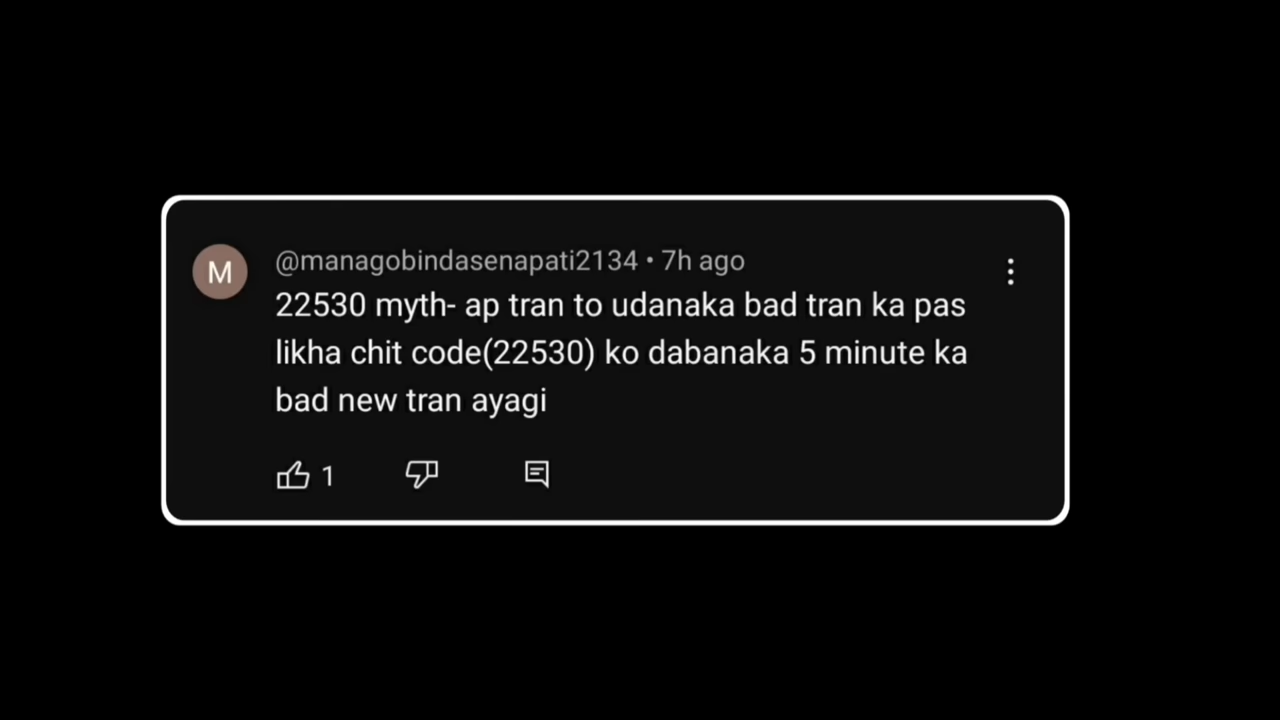 M
@managobindasenapati2134 • 7h ago
22530 myth- ap tran to udanaka bad tran ka pas
likha chit code(22530) ko dabanaka 5 minute ka
bad new tran ayagi
1